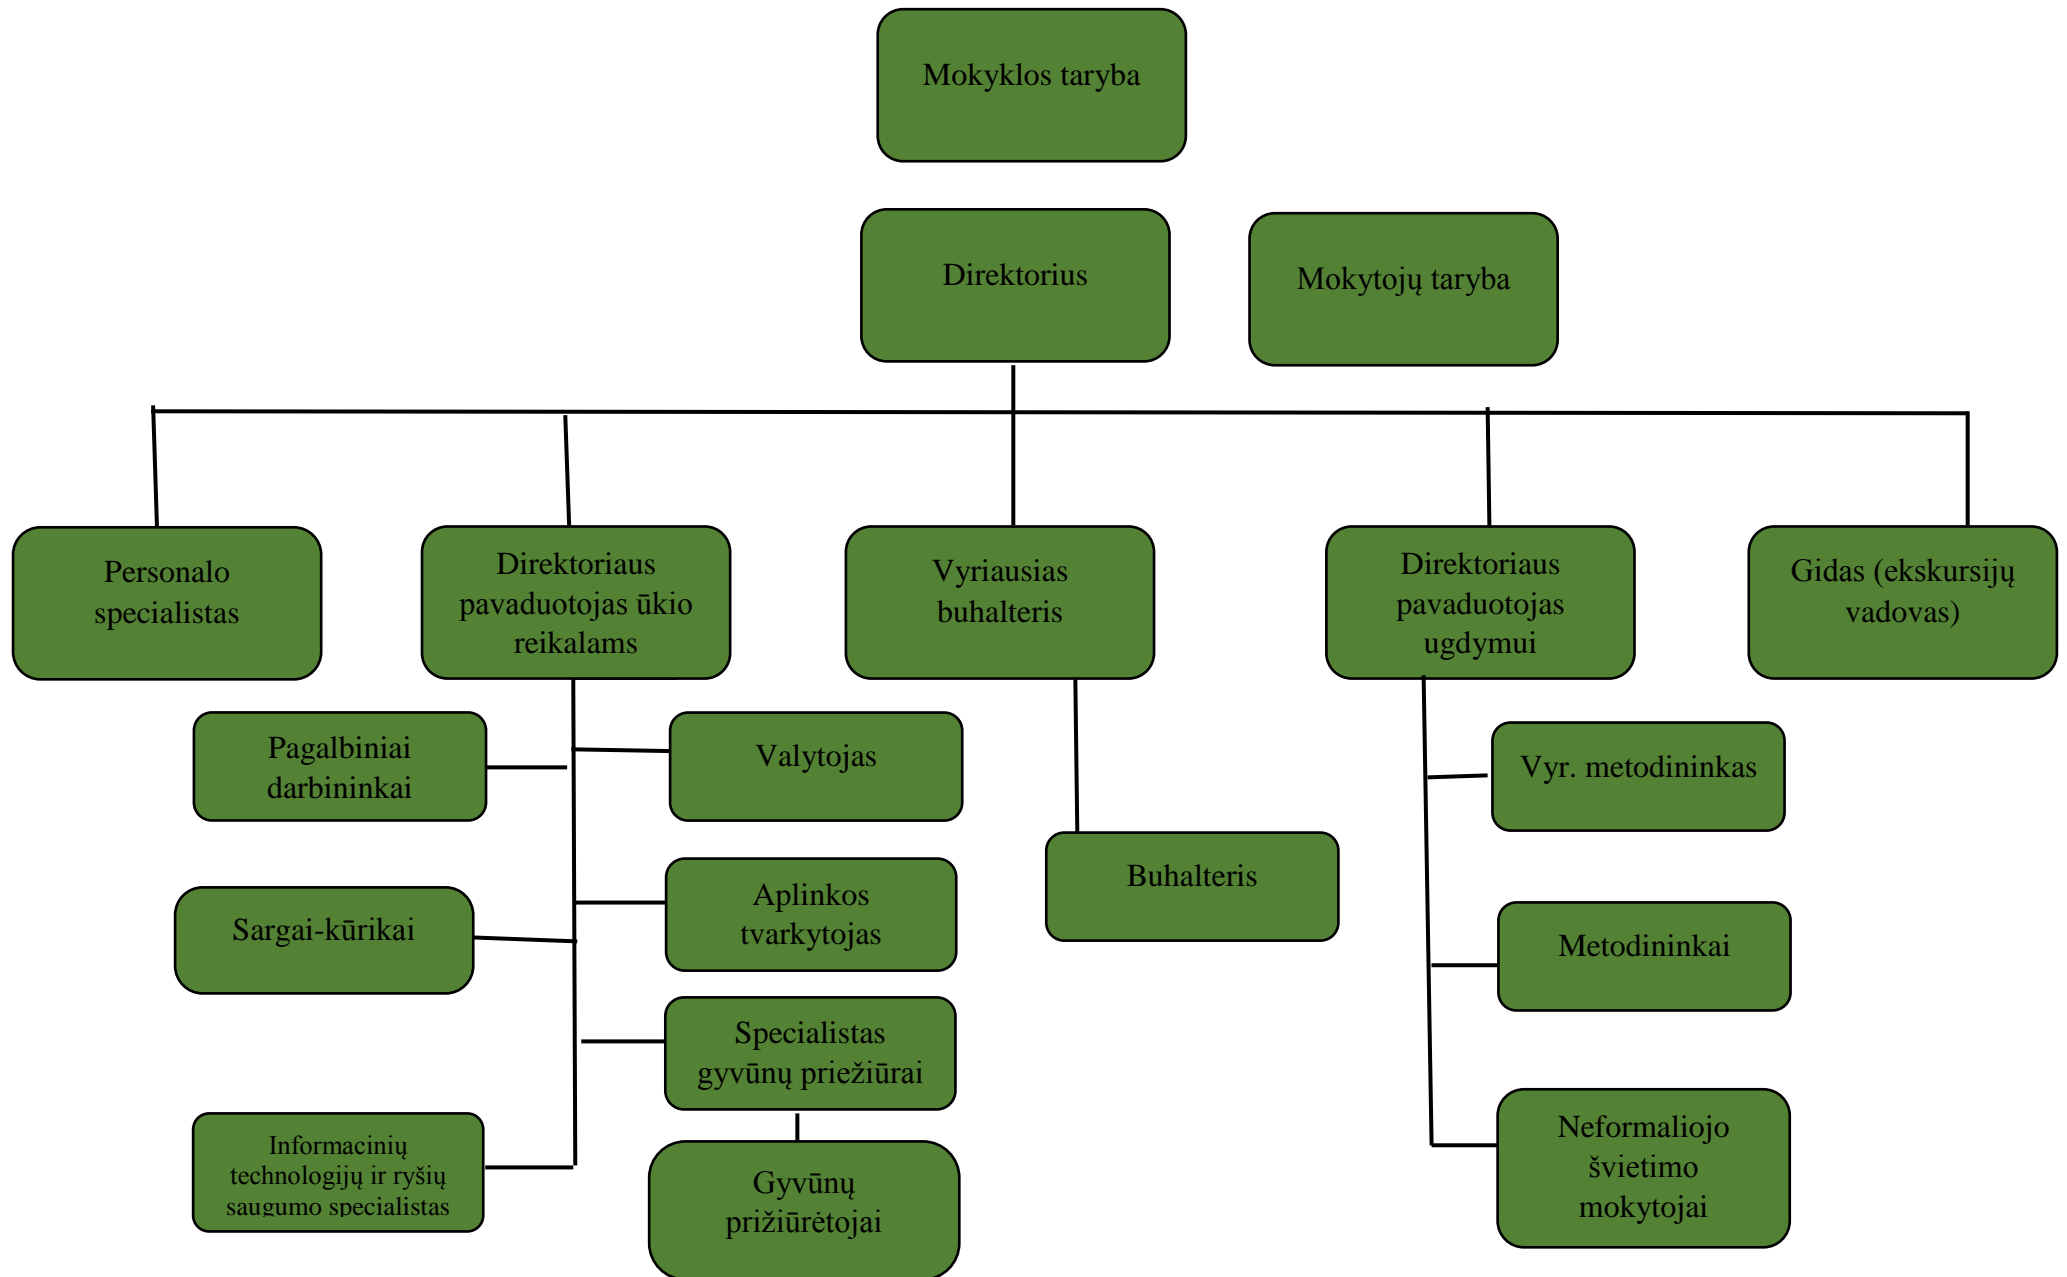 Mokyklos taryba
Direktorius
Mokytojų taryba
Personalo
specialistas
Direktoriaus
pavaduotojas ūkio
reikalams
Vyriausias
buhalteris
Direktoriaus
pavaduotojas
ugdymui
Gidas (ekskursijų
vadovas)
Pagalbiniai
darbininkai
Valytojas
Vyr. metodininkas
Sargai-kūrikai
Aplinkos
tvarkytojas
Buhalteris
Metodininkai
Specialistas
gyvūnų priežiūrai
Informacinių
technologijų ir ryšių
saugumo specialistas
Gyvūnų
prižiūrėtojai
Neformaliojo
švietimo
mokytojai